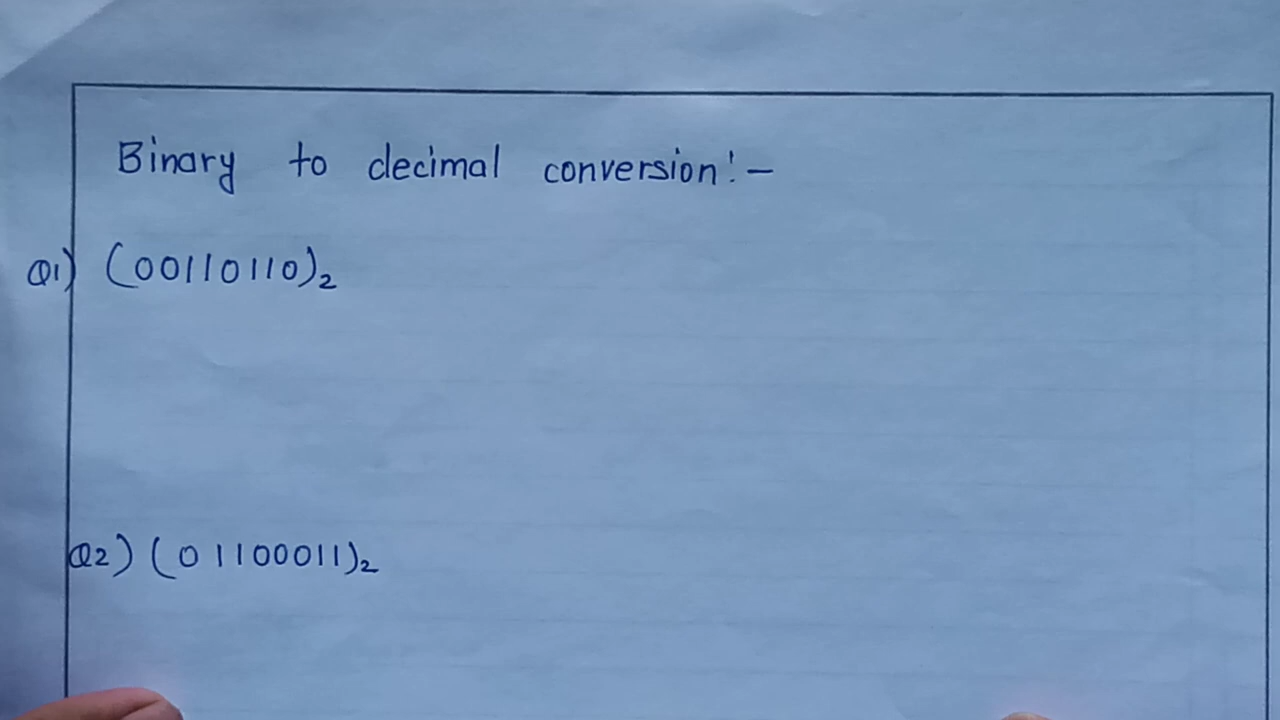 Binary to decimal conversion:-
Q1) (00110110)₂
Q2) (01100011)₂